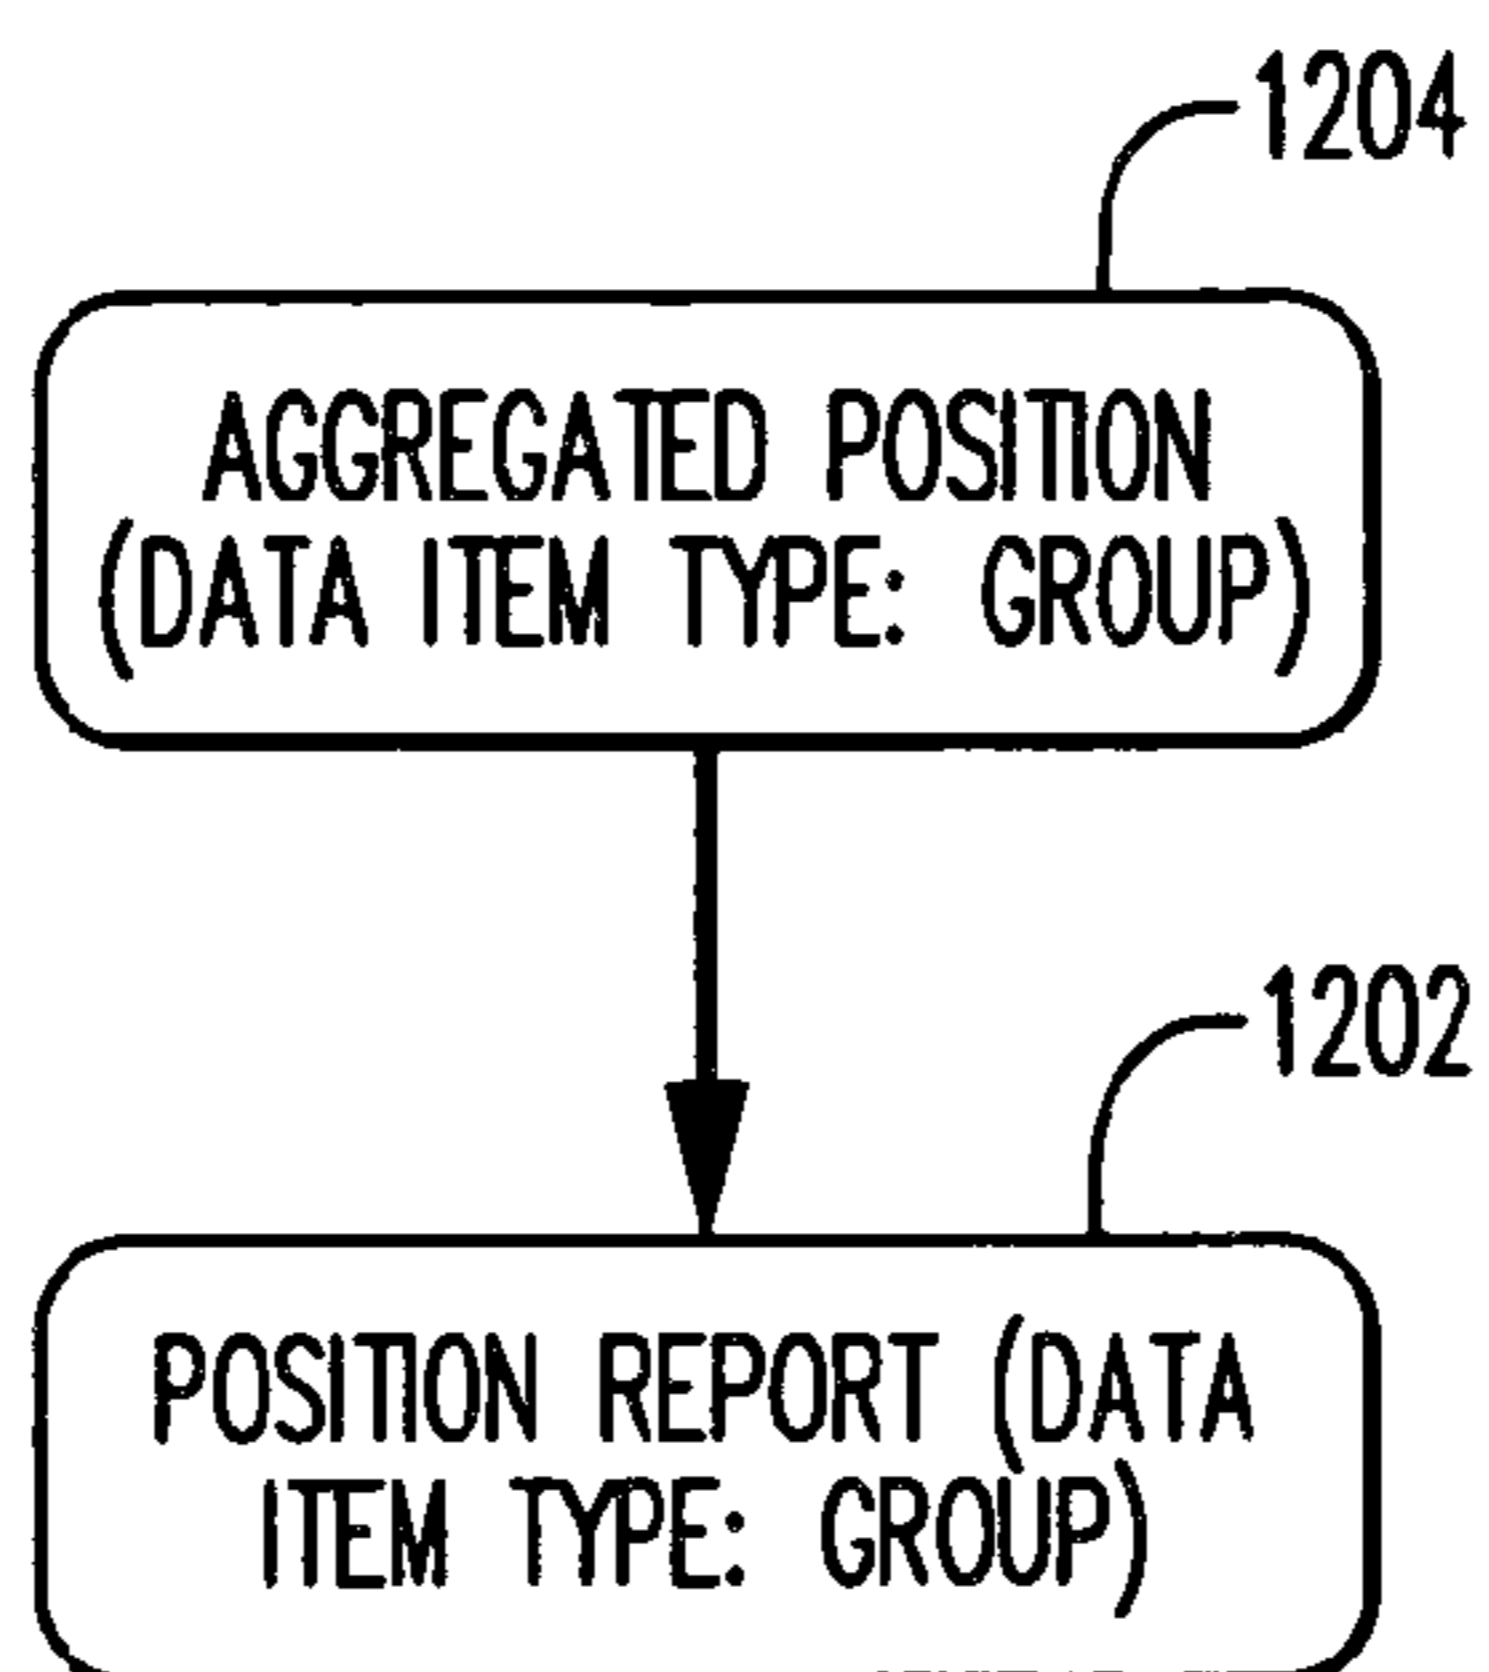 1204
AGGREGATED POSITION
(DATA ITEM TYPE: GROUP)
1202
POSITION REPORT (DATA
ITEM TYPE: GROUP)